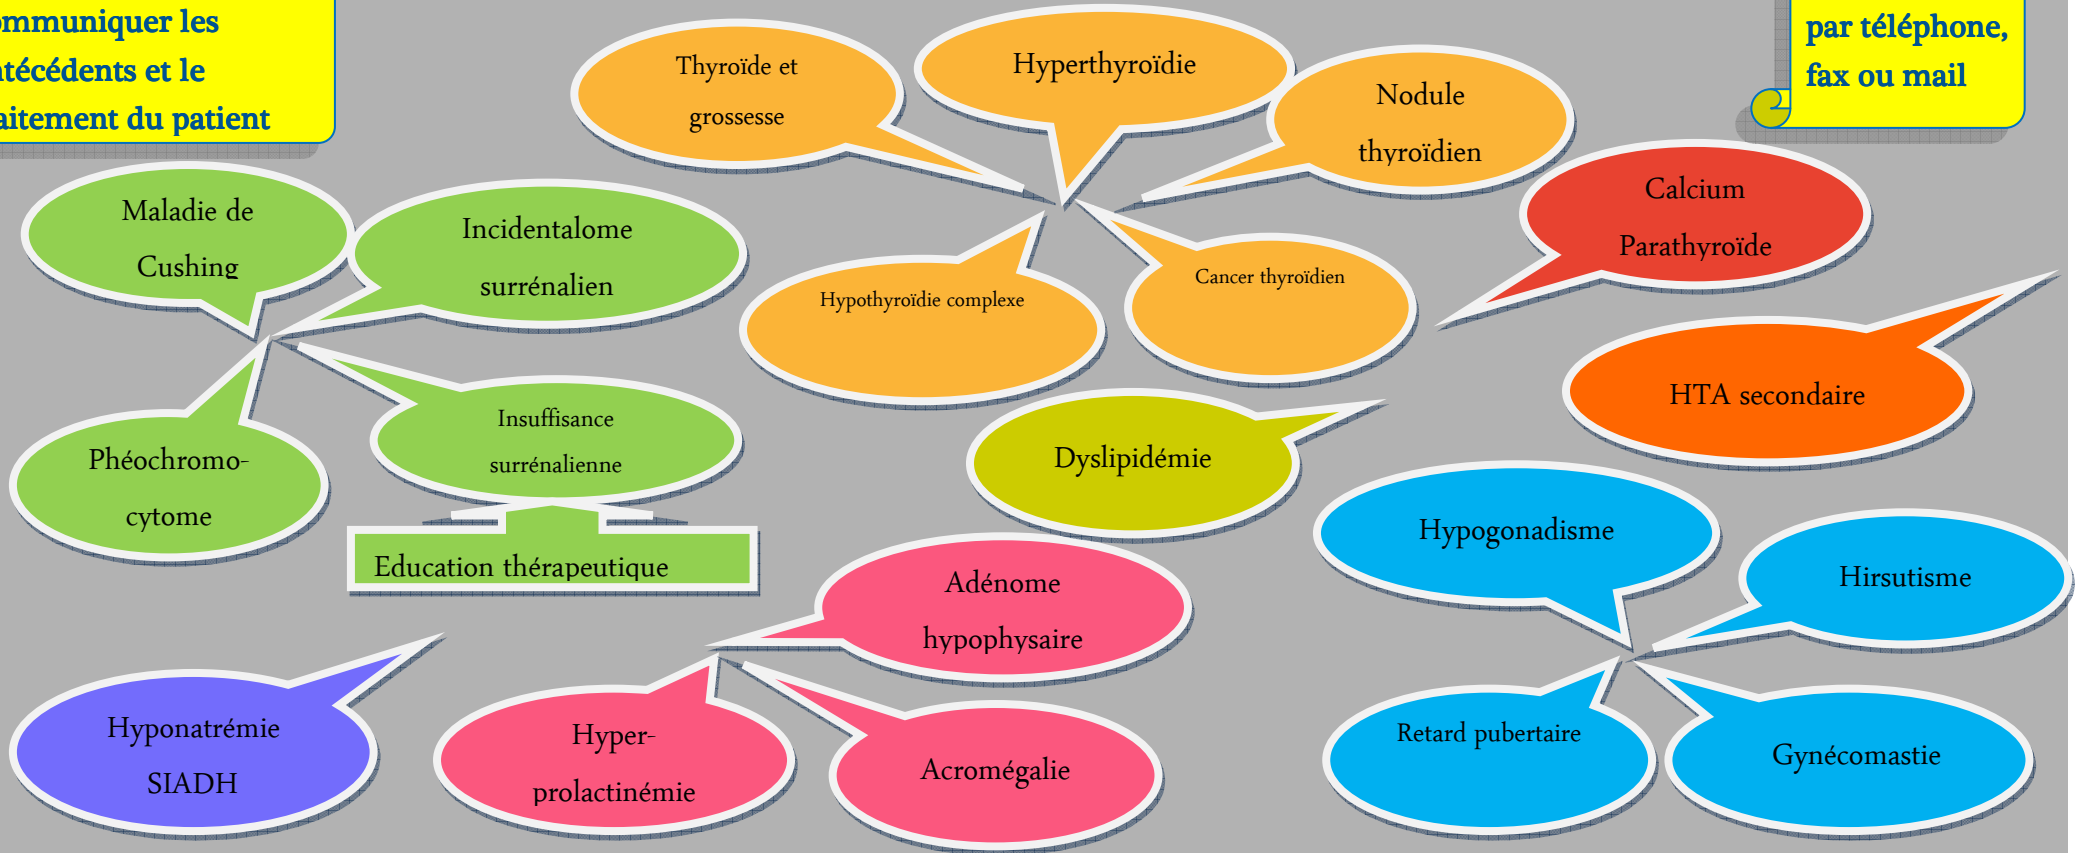 ommuniquer les
ntécédents et le
aitement du patient
par téléphone,
fax ou mail
Thyroïde et
grossesse
Hyperthyroïdie
Nodule
thyroïdien
Calcium
Parathyroïde
Maladie de
Cushing
Incidentalome
surrénalien
Hypothyroïdie complexe
Cancer thyroïdien
HTA secondaire
Phéochromo-
cytome
Insuffisance
surrénalienne
Education thérapeutique
Dyslipidémie
Hypogonadisme
Hirsutisme
Adénome
hypophysaire
Hyponatrémie
SIADH
Hyper-
prolactinémie
Acromégalie
Retard pubertaire
Gynécomastie